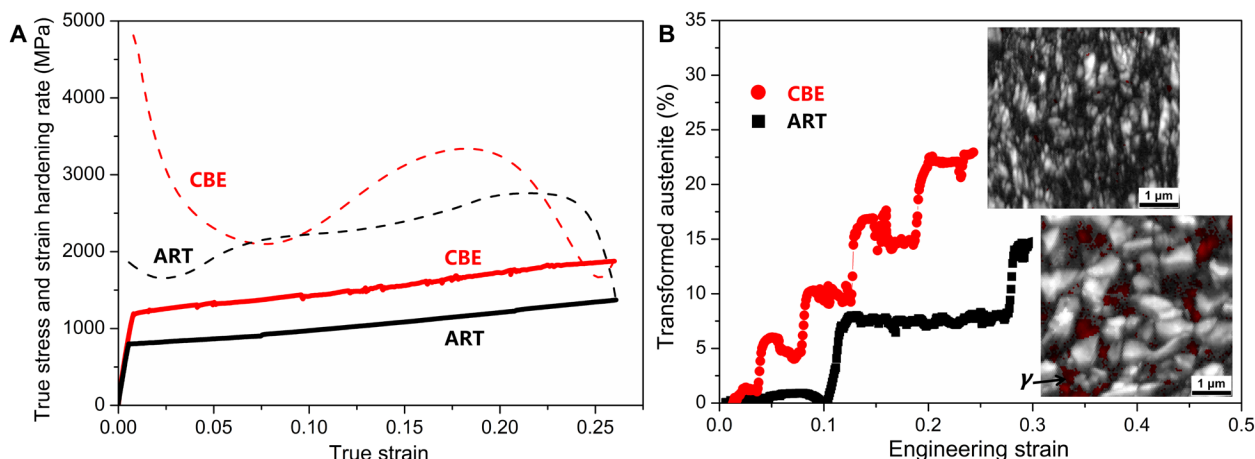 A
True stress and strain hardening rate (MPa)
5000
4000
3000
2000
1000
0
CBE
ART
CBE
ART
0.00
0.05
0.10
0.15
0.20
0.25
True strain
B
Transformed austenite (%)
35
30
25
20
15
10
5
0
CBE
ART
1 μm
γ
1 μm
0.0
0.1
0.2
0.3
0.4
0.5
Engineering strain